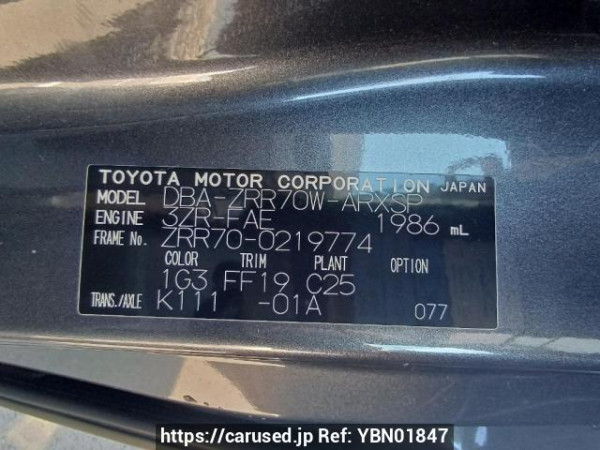 TOYOTA MOTOR CORPORATION JAPAN
MODEL DBA-ZRR70W-ARXSP
ENGINE 3ZR-FAE 1986 mL
FRAME No. ZRR70-0219774
COLOR TRIM PLANT OPTION
1G3 FF19 C25
TRANS./AXLE K111 -01A 077
https://carused.jp Ref: YBN01847